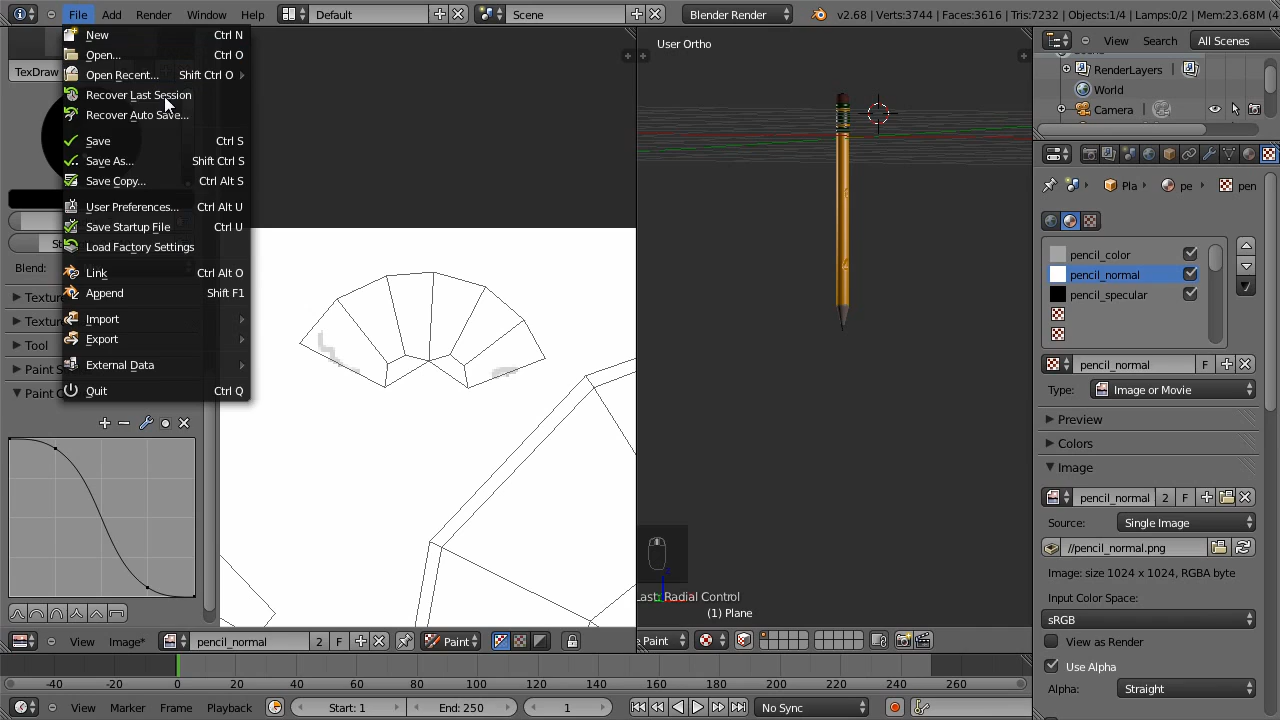 File Add Render Window Help Default Scene Blender Render v2.68 | Verts:3744 | Faces:3616 | Tris:7232 | Objects:1/4 | Lamps:0/2 | Mem:23.68M
New Ctrl N
Open... Ctrl O
Open Recent... Shift Ctrl O
Recover Last Session
Recover Auto Save...
Save Ctrl S
Save As... Shift Ctrl S
Save Copy... Ctrl Alt S
User Preferences... Ctrl Alt U
Save Startup File Ctrl U
Load Factory Settings
Link Ctrl Alt O
Append Shift F1
Import
Export
External Data
Quit Ctrl Q
TexDraw
St
Blend:
Textur
Textur
Tool
Paint S
Paint C
View Image* pencil_normal 2 F Paint
User Ortho
Last: Radial Control
(1) Plane
Paint
View Search All Scenes
RenderLayers
World
Camera
Pla pe pen
pencil_color
pencil_normal
pencil_specular
pencil_normal F
Type: Image or Movie
Preview
Colors
Image
pencil_normal 2 F
Source: Single Image
//pencil_normal.png
Image: size 1024 x 1024, RGBA byte
Input Color Space:
sRGB
View as Render
Use Alpha
Alpha: Straight
-40 -20 0 20 40 60 80 100 120 140 160 180 200 220 240 260
View Marker Frame Playback Start: 1 End: 250 1 No Sync